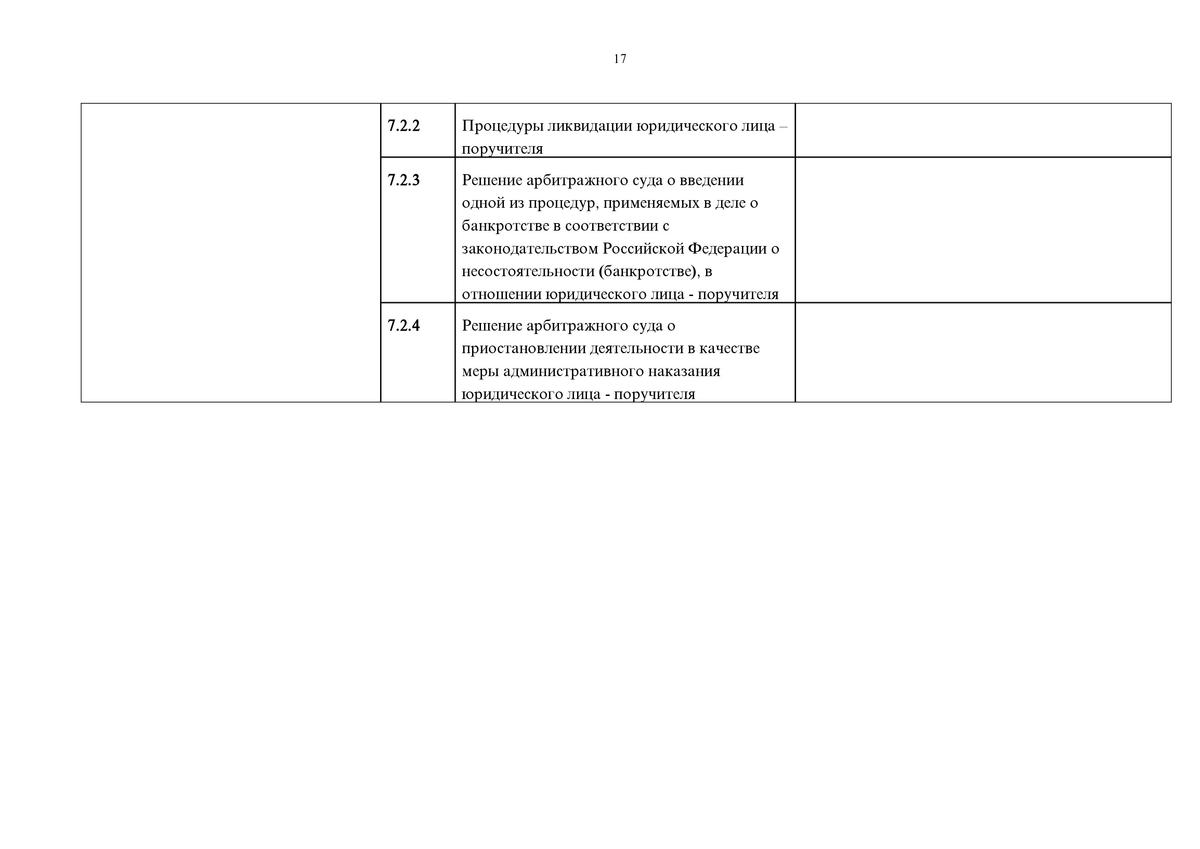 17
7.2.2
Процедуры ликвидации юридического лица –
поручителя
7.2.3
Решение арбитражного суда о введении
одной из процедур, применяемых в деле о
банкротстве в соответствии с
законодательством Российской Федерации о
несостоятельности (банкротстве), в
отношении юридического лица - поручителя
7.2.4
Решение арбитражного суда о
приостановлении деятельности в качестве
меры административного наказания
юридического лица - поручителя